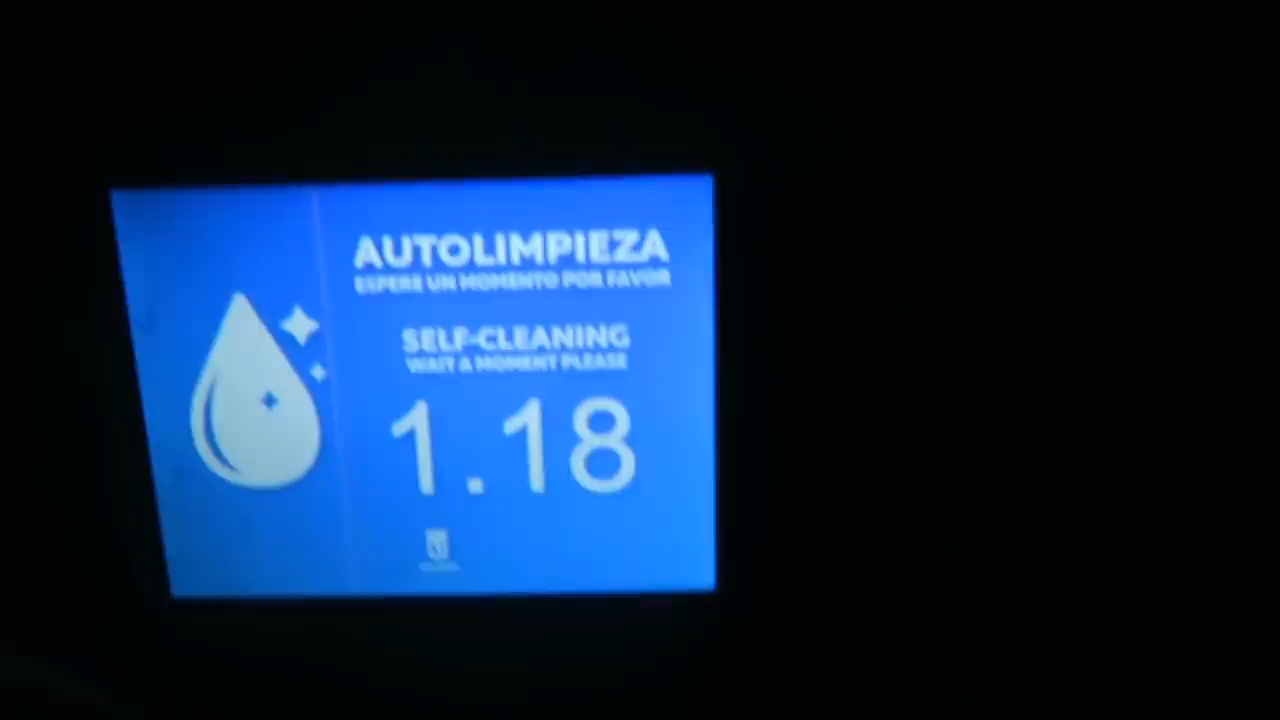 AUTOLIMPIEZA
ESPERE UN MOMENTO POR FAVOR
SELF-CLEANING
WAIT A MOMENT PLEASE
1.18